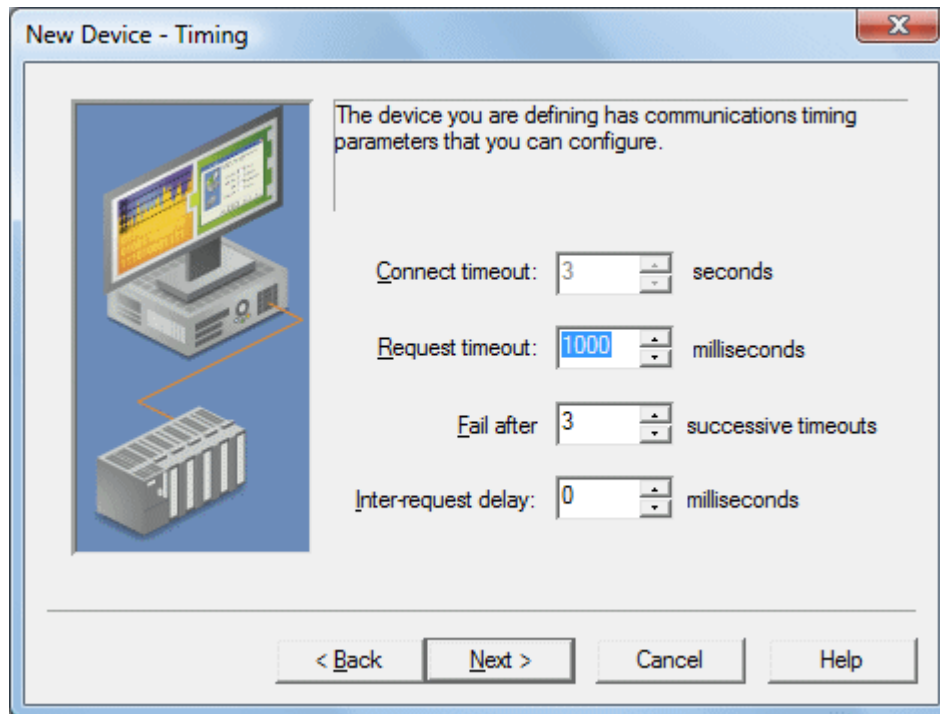 New Device - Timing
The device you are defining has communications timing
parameters that you can configure.
Connect timeout: 3 seconds
Request timeout: 1000 milliseconds
Fail after 3 successive timeouts
Inter-request delay: 0 milliseconds
< Back Next > Cancel Help